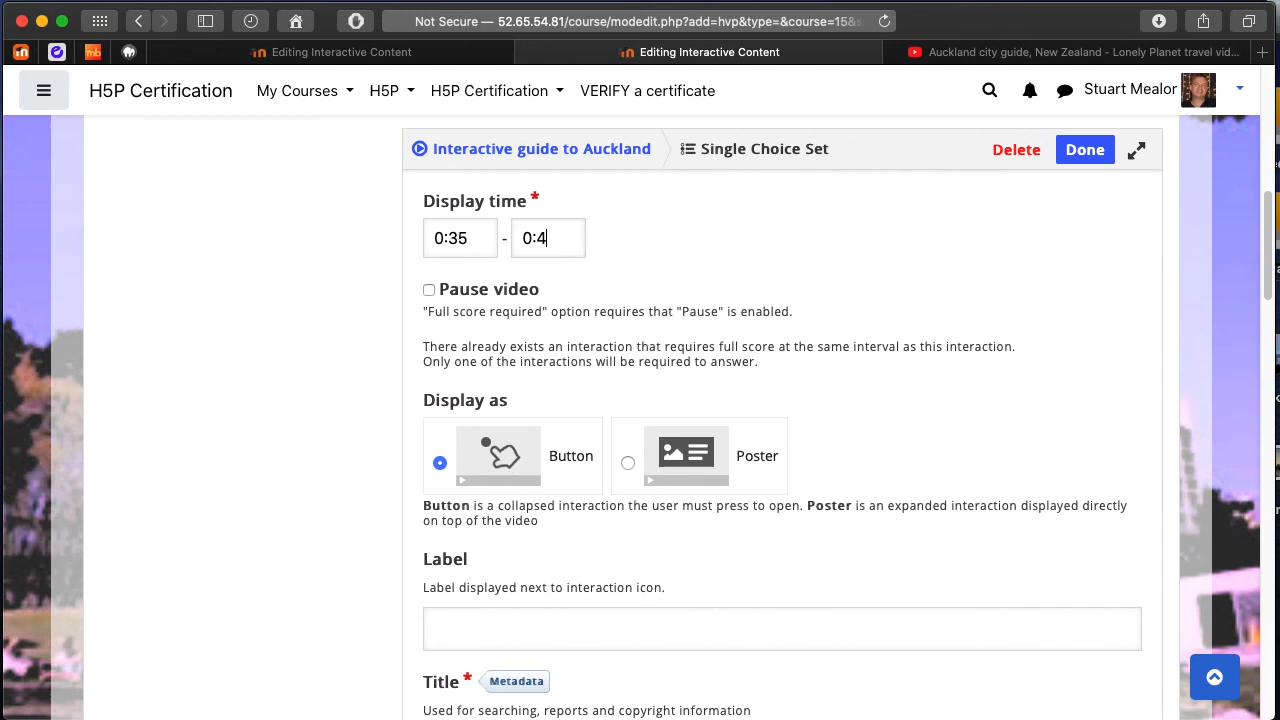 Not Secure — 52.65.54.81/course/modedit.php?add=hvp&type=&course=15&s
Editing Interactive Content
Editing Interactive Content
Auckland city guide, New Zealand - Lonely Planet travel vid...
H5P Certification
My Courses
H5P
H5P Certification
VERIFY a certificate
Stuart Mealor
Interactive guide to Auckland
Single Choice Set
Delete
Done
Display time *
0:35 - 0:4
Pause video
"Full score required" option requires that "Pause" is enabled.
There already exists an interaction that requires full score at the same interval as this interaction.
Only one of the interactions will be required to answer.
Display as
Button
Poster
Button is a collapsed interaction the user must press to open. Poster is an expanded interaction displayed directly
on top of the video
Label
Label displayed next to interaction icon.
Title *
Metadata
Used for searching, reports and copyright information